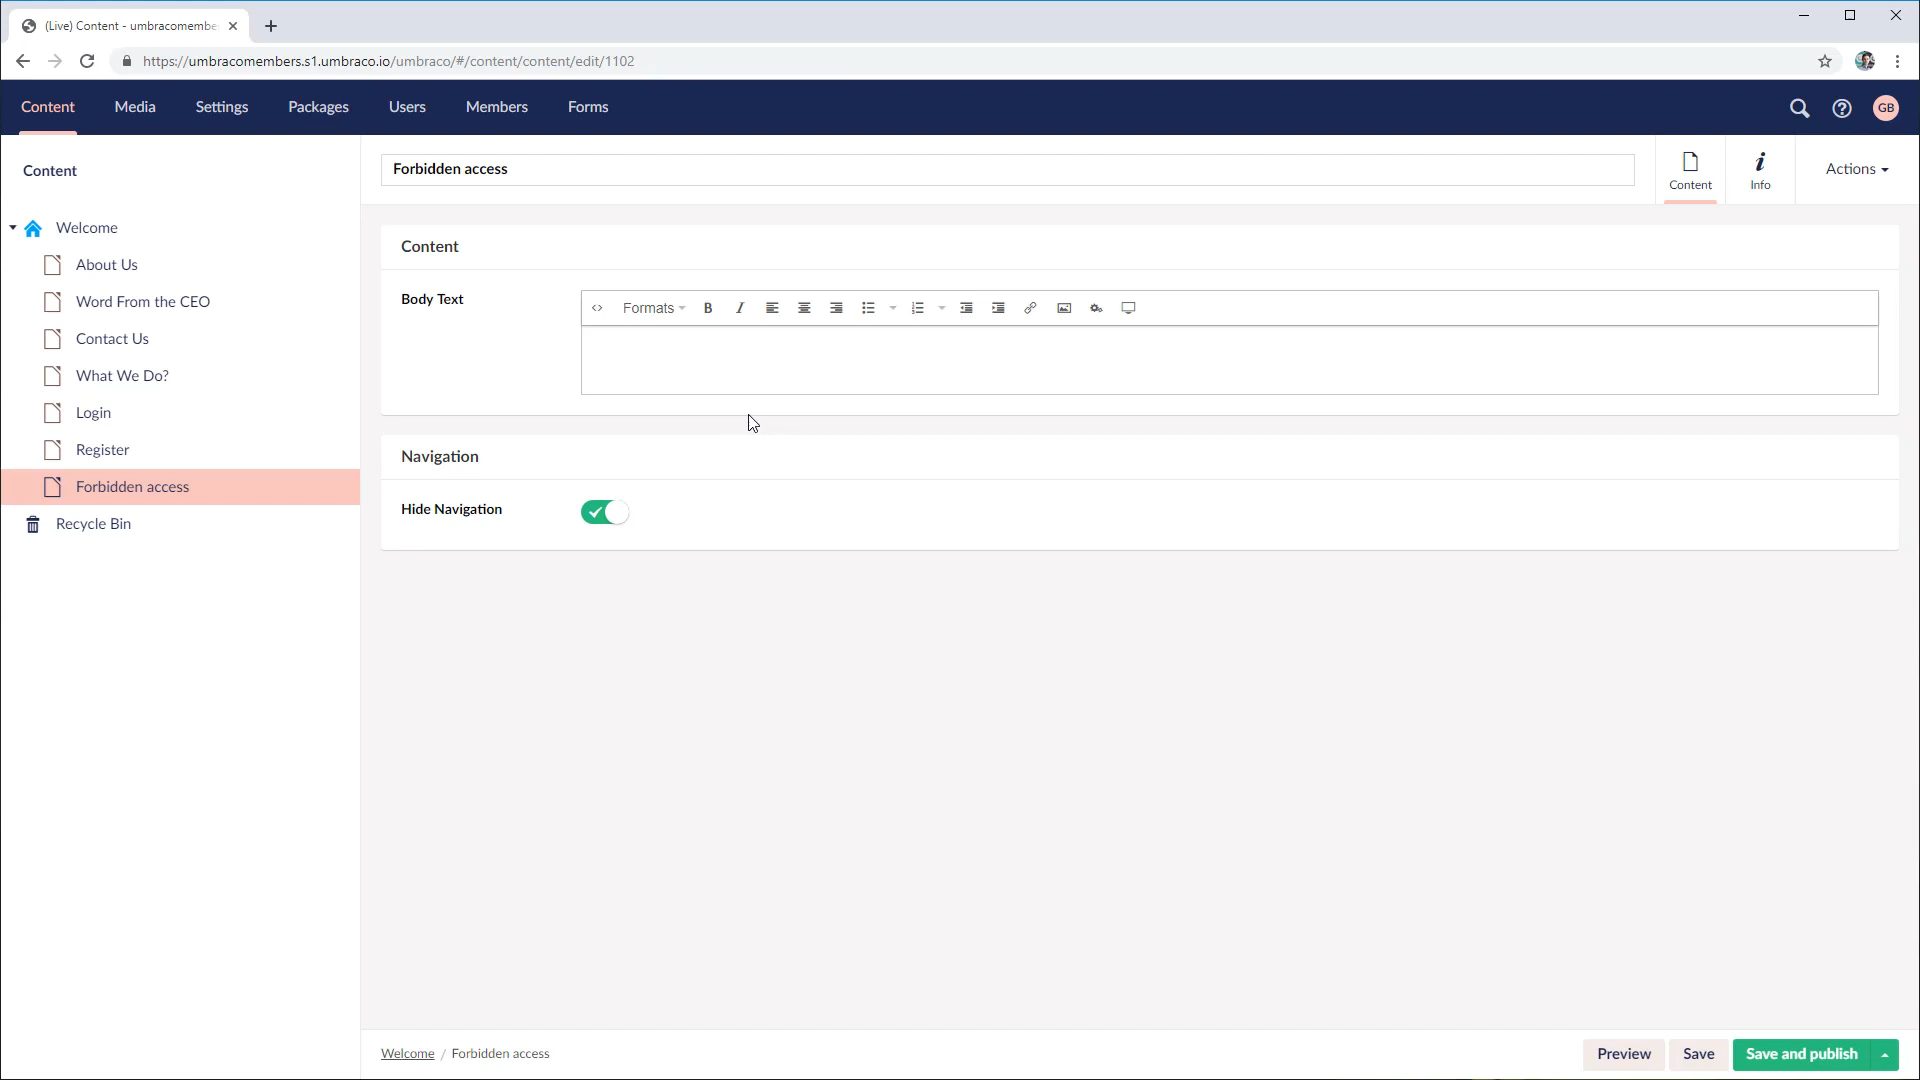 (Live) Content - umbracomembe
https://umbracomembers.s1.umbraco.io/umbraco/#/content/content/edit/1102
Content Media Settings Packages Users Members Forms
GB
Content
Welcome
About Us
Word From the CEO
Contact Us
What We Do?
Login
Register
Forbidden access
Recycle Bin
Forbidden access
Content
Info
Actions
Content
Body Text
Formats
Navigation
Hide Navigation
Welcome / Forbidden access
Preview
Save
Save and publish